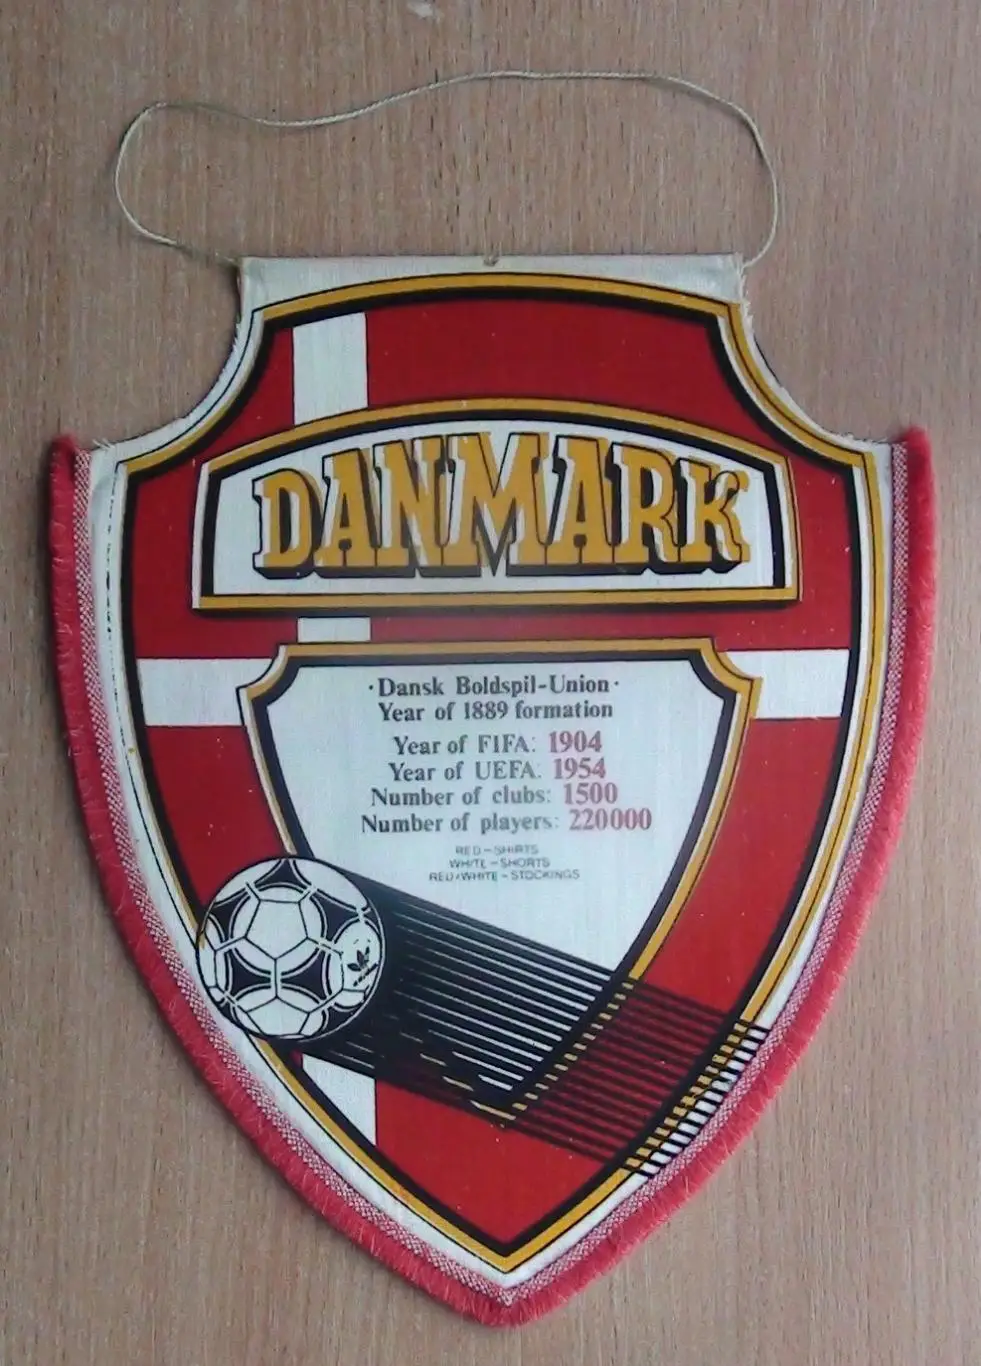 DANMARK
·Dansk Boldspil-Union·
Year of 1889 formation
Year of FIFA: 1904
Year of UEFA: 1954
Number of clubs: 1500
Number of players: 220000
RED-SHIRTS
WHITE-SHORTS
RED/WHITE-STOCKINGS
adidas